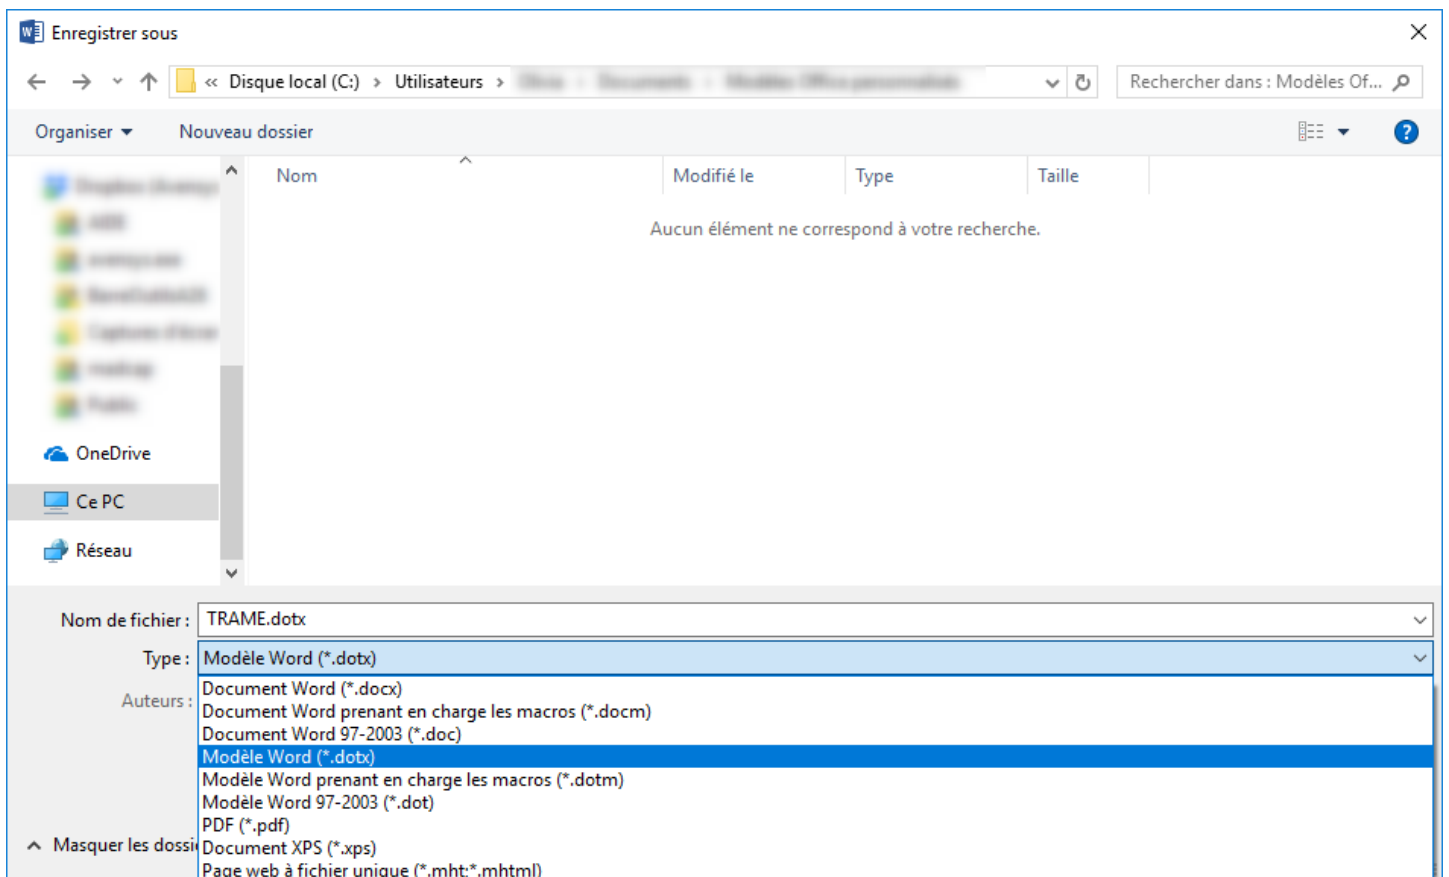 Enregistrer sous
« Disque local (C:) › Utilisateurs ›
Rechercher dans : Modèles Of...
Organiser
Nouveau dossier
Nom
Modifié le
Type
Taille
Aucun élément ne correspond à votre recherche.
OneDrive
Ce PC
Réseau
Nom de fichier : TRAME.dotx
Type : Modèle Word (*.dotx)
Auteurs :
Document Word (*.docx)
Document Word prenant en charge les macros (*.docm)
Document Word 97-2003 (*.doc)
Modèle Word (*.dotx)
Modèle Word prenant en charge les macros (*.dotm)
Modèle Word 97-2003 (*.dot)
PDF (*.pdf)
Masquer les dossi
Document XPS (*.xps)
Page web à fichier unique (*.mht;*.mhtml)